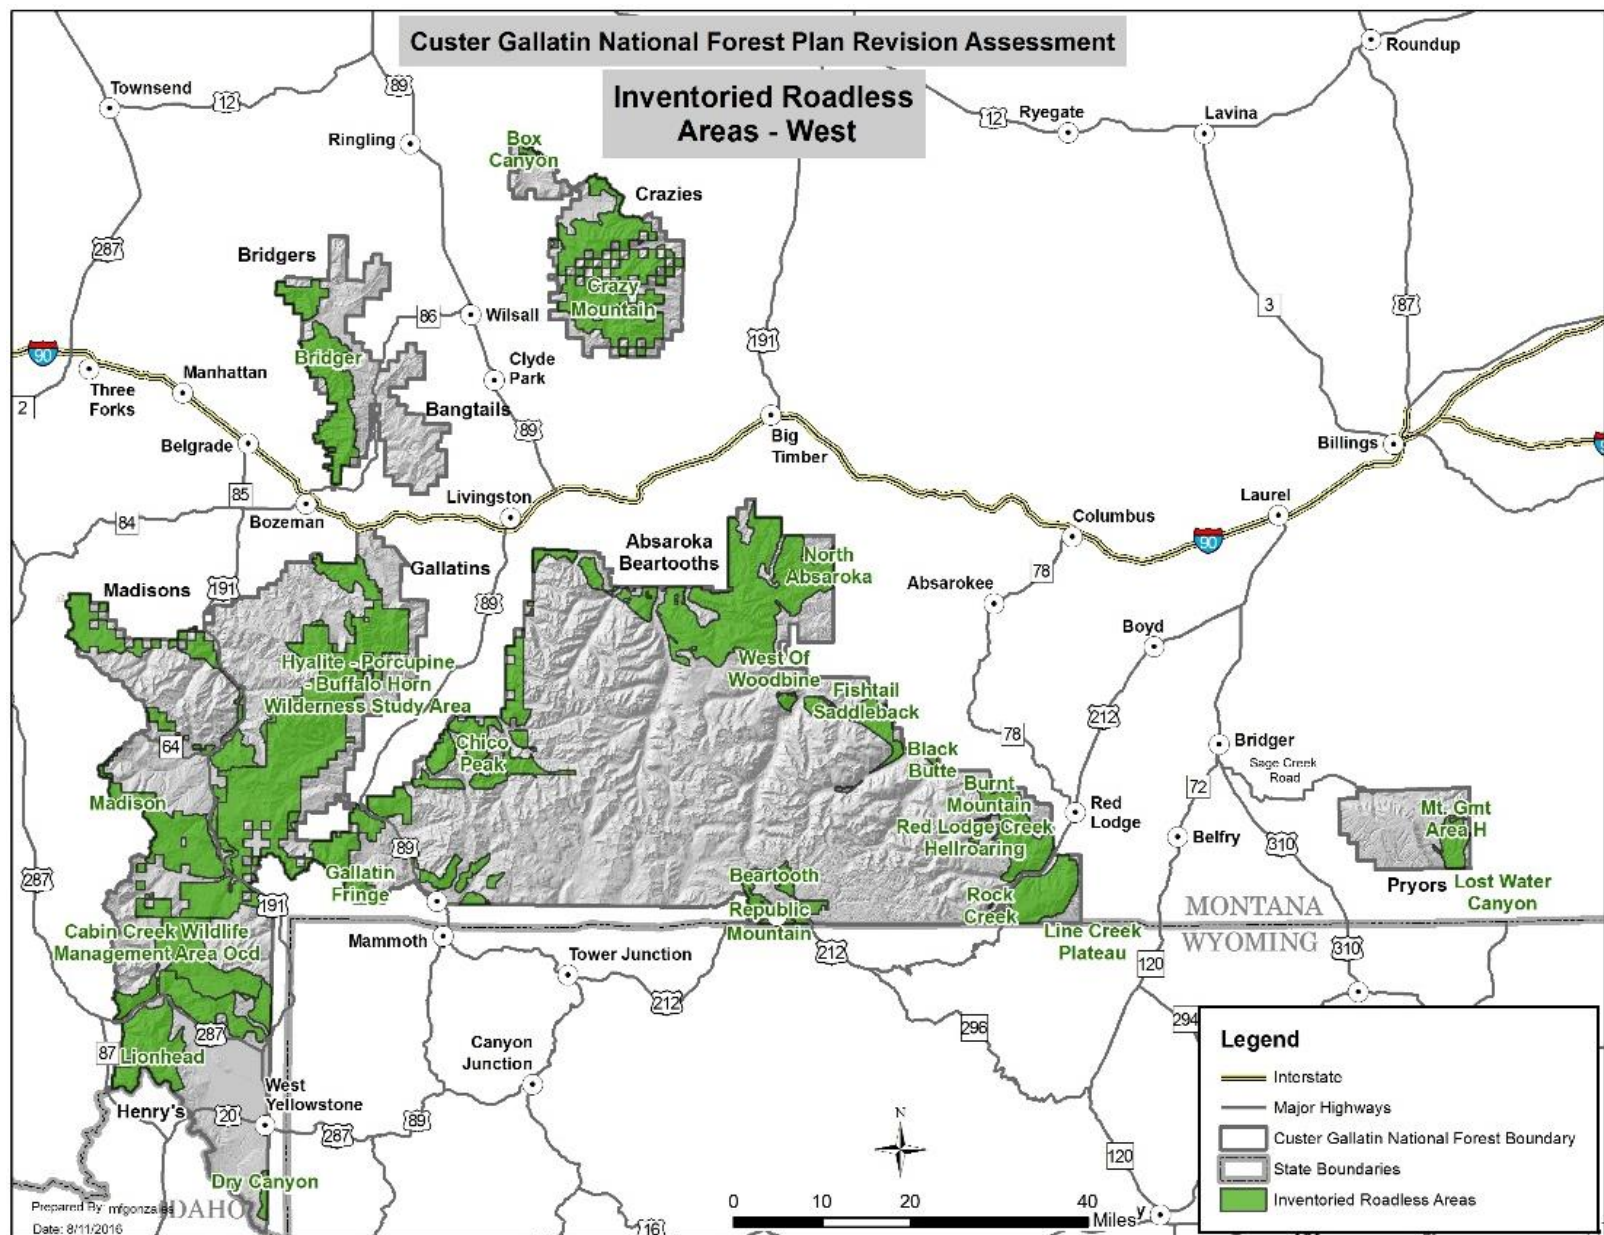 Custer Gallatin National Forest Plan Revision Assessment
Inventoried Roadless
Areas - West
Roundup
Townsend
12
89
Ringling
12
Ryegate
Lavina
Box
Canyon
Crazies
287
Bridgers
Crazy
Mountain
86
Wilsall
3
87
191
90
Bridger
Clyde
Park
Three
Forks
Manhattan
2
Bangtails
89
Big
Timber
Belgrade
Billings
85
Livingston
Laurel
84
Bozeman
Columbus
90
Absaroka
Beartooths
North
Absaroka
Gallatins
78
Absarokee
Madisons
191
89
Boyd
Hyalite - Porcupine
- Buffalo Horn
Wilderness Study Area
West Of
Woodbine
Fishtail
Saddleback
212
64
Chico
Peak
78
Black
Butte
Bridger
Sage Creek
Road
72
Madison
Burnt
Mountain
Red Lodge Creek
Hellroaring
Red
Lodge
Mt. Gmt
Area H
Belfry
310
89
287
Gallatin
Fringe
Beartooth
Pryors
Lost Water
Canyon
191
Republic
Mountain
Rock
Creek
MONTANA
WYOMING
Cabin Creek Wildlife
Management Area Ocd
Mammoth
Line Creek
Plateau
212
Tower Junction
310
120
212
296
294
287
87
Lionhead
Canyon
Junction
West
Yellowstone
Henry's
20
287
89
120
Dry Canyon
IDAHO
16
Prepared By: mfgonzales
Date: 8/11/2016
N
0 10 20 40
Miles
y
Legend
Interstate
Major Highways
Custer Gallatin National Forest Boundary
State Boundaries
Inventoried Roadless Areas